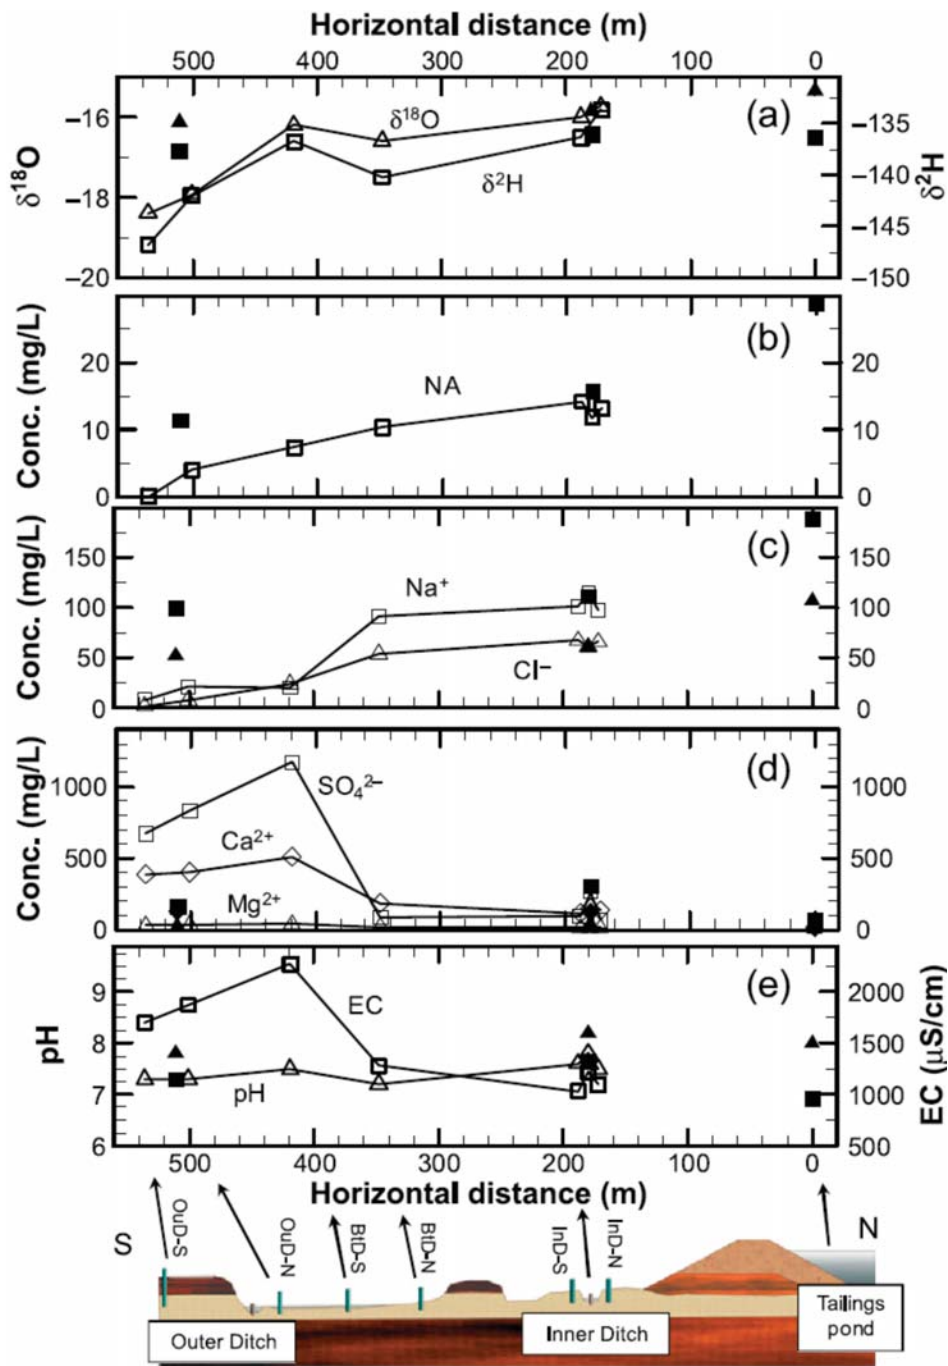 Horizontal distance (m)
500 400 300 200 100 0
(a)
δ18O
δ2H
–16
–18
–20
δ18O
–135
–140
–145
–150
δ2H
(b)
NA
20
10
0
Conc. (mg/L)
20
10
0
(c)
Na+
Cl–
150
100
50
0
Conc. (mg/L)
150
100
50
0
(d)
SO42–
Ca2+
Mg2+
1000
500
0
Conc. (mg/L)
1000
500
0
(e)
EC
pH
9
8
7
6
pH
2500
2000
1500
1000
500
EC (µS/cm)
500 400 300 200 100 0
Horizontal distance (m)
S
OuD-S
OuD-N
BtD-S
BtD-N
InD-S
InD-N
N
Outer Ditch
Inner Ditch
Tailings
pond